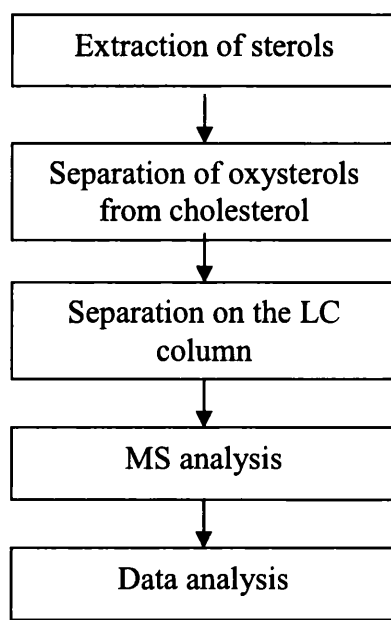 Extraction of sterols
Separation of oxysterols
from cholesterol
Separation on the LC
column
MS analysis
Data analysis